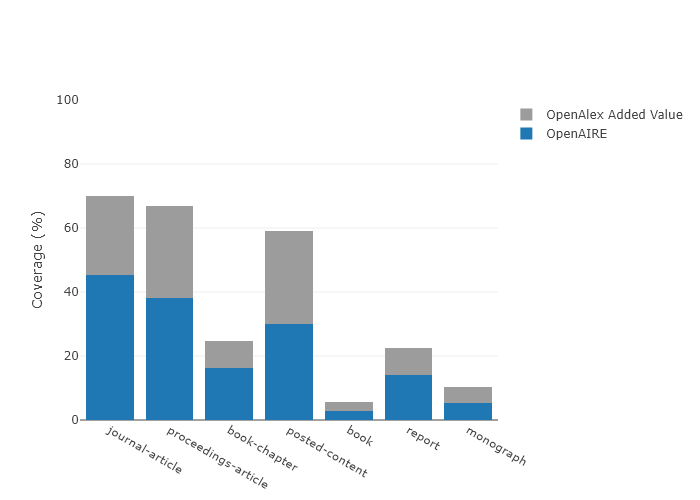 100
80
60
40
20
0
Coverage (%)
journal-article
proceedings-article
book-chapter
posted-content
book
report
monograph
OpenAlex Added Value
OpenAIRE